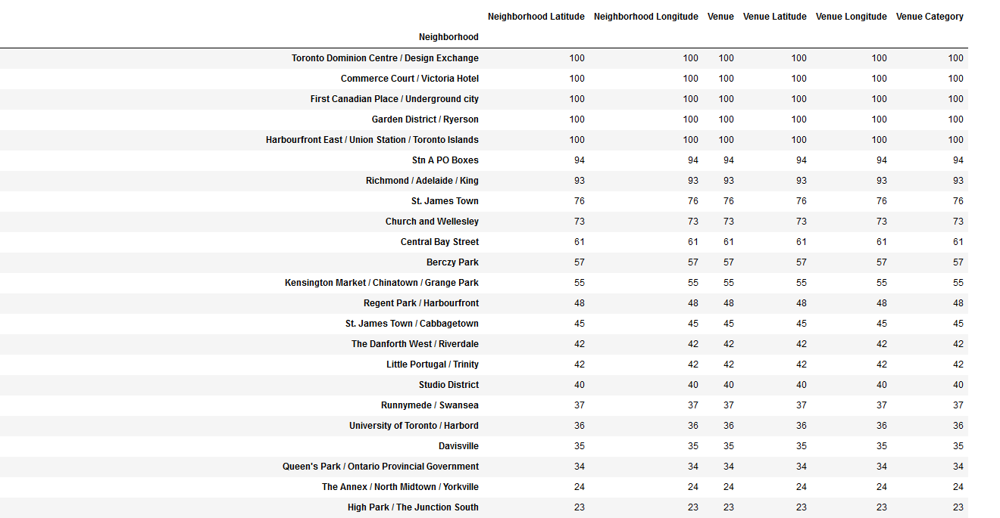 Neighborhood Latitude Neighborhood Longitude Venue Venue Latitude Venue Longitude Venue Category
Neighborhood
Toronto Dominion Centre / Design Exchange 100 100 100 100 100 100
Commerce Court / Victoria Hotel 100 100 100 100 100 100
First Canadian Place / Underground city 100 100 100 100 100 100
Garden District / Ryerson 100 100 100 100 100 100
Harbourfront East / Union Station / Toronto Islands 100 100 100 100 100 100
Stn A PO Boxes 94 94 94 94 94 94
Richmond / Adelaide / King 93 93 93 93 93 93
St. James Town 76 76 76 76 76 76
Church and Wellesley 73 73 73 73 73 73
Central Bay Street 61 61 61 61 61 61
Berczy Park 57 57 57 57 57 57
Kensington Market / Chinatown / Grange Park 55 55 55 55 55 55
Regent Park / Harbourfront 48 48 48 48 48 48
St. James Town / Cabbagetown 45 45 45 45 45 45
The Danforth West / Riverdale 42 42 42 42 42 42
Little Portugal / Trinity 42 42 42 42 42 42
Studio District 40 40 40 40 40 40
Runnymede / Swansea 37 37 37 37 37 37
University of Toronto / Harbord 36 36 36 36 36 36
Davisville 35 35 35 35 35 35
Queen's Park / Ontario Provincial Government 34 34 34 34 34 34
The Annex / North Midtown / Yorkville 24 24 24 24 24 24
High Park / The Junction South 23 23 23 23 23 23